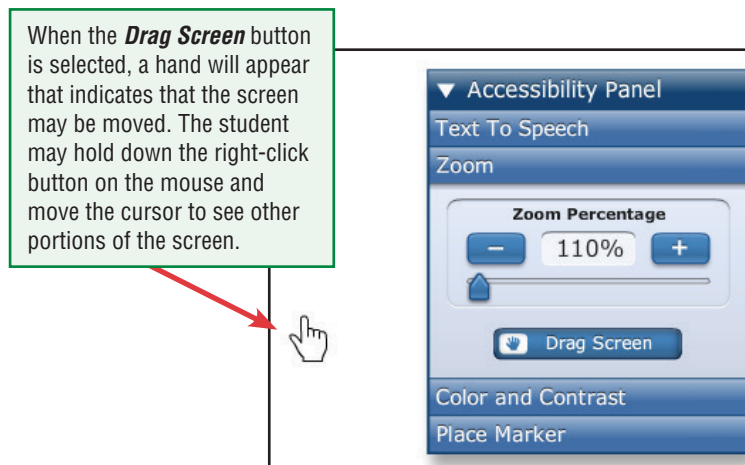 When the Drag Screen button
is selected, a hand will appear
that indicates that the screen
may be moved. The student
may hold down the right-click
button on the mouse and
move the cursor to see other
portions of the screen.
▼ Accessibility Panel
Text To Speech
Zoom
Zoom Percentage
– 110% +
Drag Screen
Color and Contrast
Place Marker